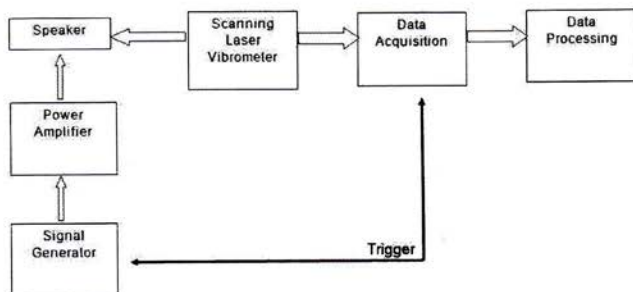 Speaker
Scanning
Laser
Vibrometer
Data
Acquisition
Data
Processing
Power
Amplifier
Signal
Generator
Trigger